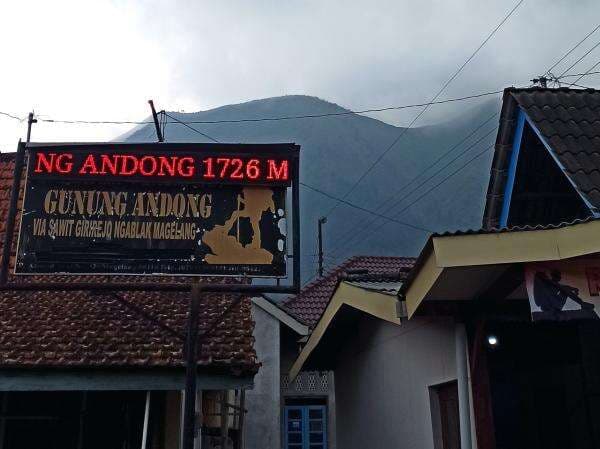 NG ANDONG 1726 M
GUNUNG ANDONG
VIA SAWIT GIRIREJO NGABLAK MAGELANG